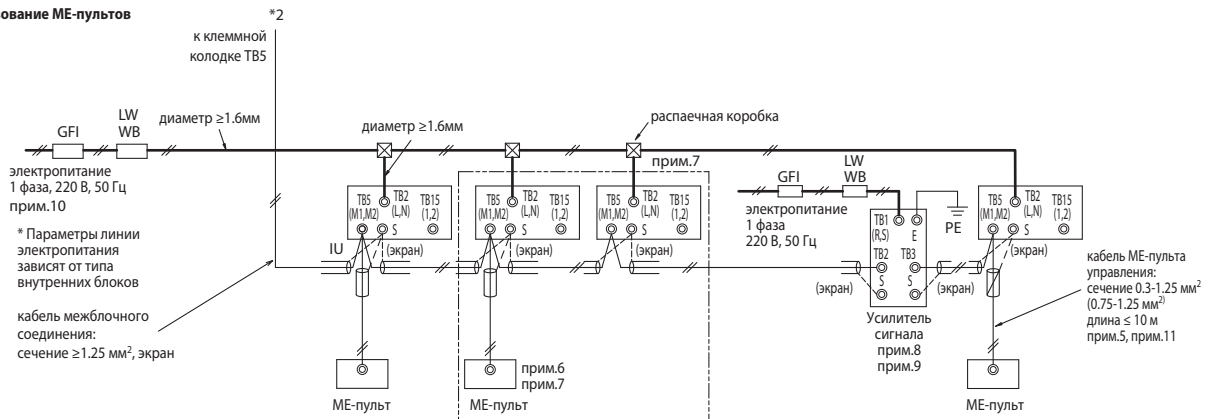 ование МЕ-пультов
*2
к клеммной
колодке ТВ5
GFI
LW
WB
диаметр ≥1.6мм
диаметр ≥1.6мм
распаечная коробка
прим.7
электропитание
1 фаза, 220 В, 50 Гц
прим.10
* Параметры линии
электропитания
зависят от типа
внутренних блоков
кабель межблочного
соединения:
сечение ≥1.25 мм², экран
TB5
(M1,M2)
TB2
(L,N)
TB15
(1,2)
S
IU
(экран)
TB5
(M1,M2)
TB2
(L,N)
TB15
(1,2)
S
(экран)
TB5
(M1,M2)
TB2
(L,N)
TB15
(1,2)
S
(экран)
GFI
LW
WB
электропитание
1 фаза
220 В, 50 Гц
TB1
(R,S)
E
PE
TB2
S
TB3
S
(экран)
(экран)
Усилитель
сигнала
прим.8
прим.9
TB5
(M1,M2)
TB2
(L,N)
TB15
(1,2)
S
(экран)
кабель МЕ-пульта
управления:
сечение 0.3-1.25 мм²
(0.75-1.25 мм²)
длина ≤ 10 м
прим.5, прим.11
МЕ-пульт
прим.6
прим.7
МЕ-пульт
МЕ-пульт